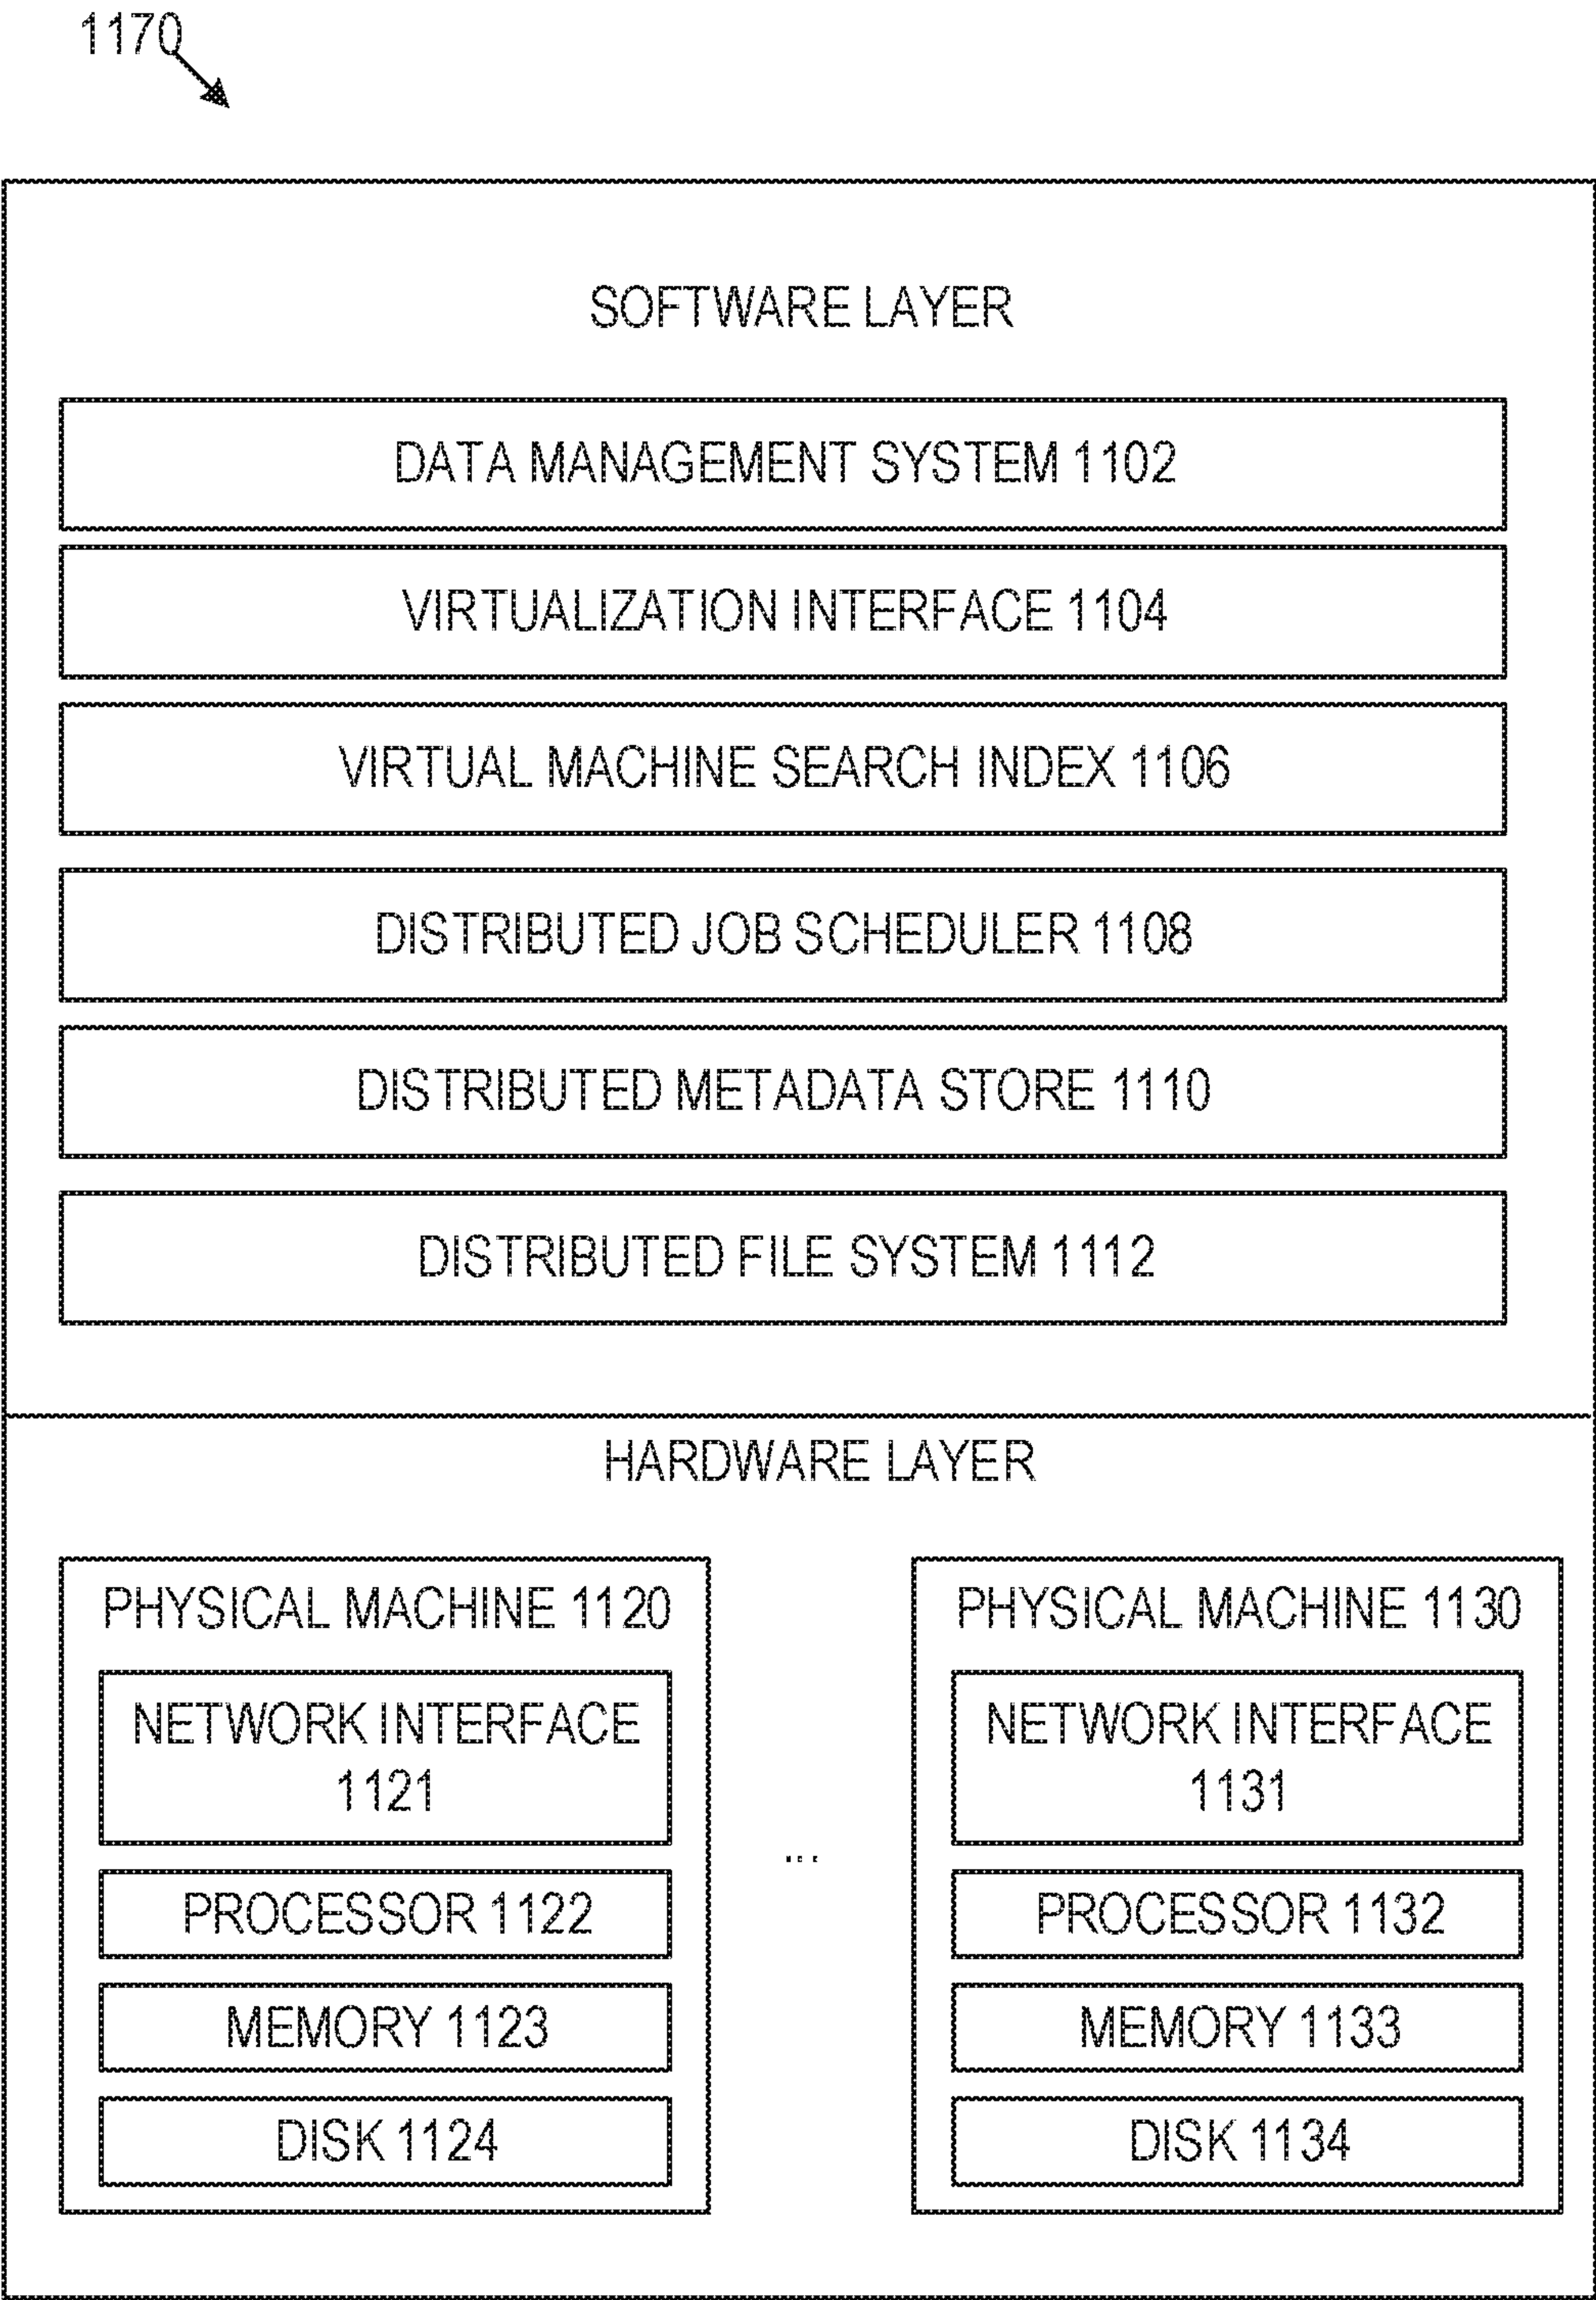 1170
SOFTWARE LAYER
DATA MANAGEMENT SYSTEM 1102
VIRTUALIZATION INTERFACE 1104
VIRTUAL MACHINE SEARCH INDEX 1106
DISTRIBUTED JOB SCHEDULER 1108
DISTRIBUTED METADATA STORE 1110
DISTRIBUTED FILE SYSTEM 1112
HARDWARE LAYER
PHYSICAL MACHINE 1120
NETWORK INTERFACE
1121
PROCESSOR 1122
MEMORY 1123
DISK 1124
...
PHYSICAL MACHINE 1130
NETWORK INTERFACE
1131
PROCESSOR 1132
MEMORY 1133
DISK 1134